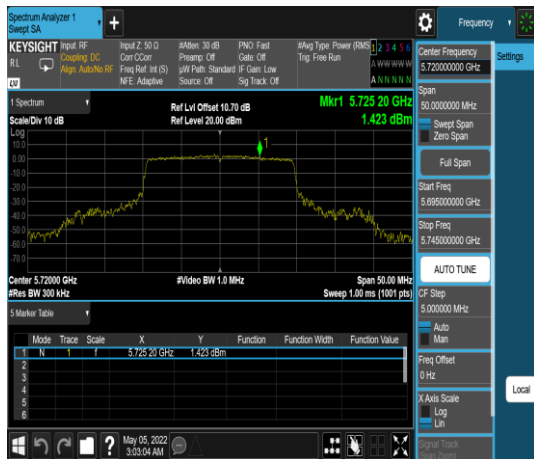 Spectrum Analyzer 1
Swept SA
Frequency
KEYSIGHT
RL
LXI
Input: RF
Coupling: DC
Align: Auto/No RF
Input Z: 50 Ω
Corr CCorr
Freq Ref: Int (S)
NFE: Adaptive
#Atten: 30 dB
Preamp: Off
µW Path: Standard
Source: Off
PNO: Fast
Gate: Off
IF Gain: Low
Sig Track: Off
#Avg Type: Power (RMS
Trig: Free Run
1 2 3 4 5 6
A W W W W W
A N N N N N
Settings
1 Spectrum
Scale/Div 10 dB
Ref Lvl Offset 10.70 dB
Ref Level 20.00 dBm
Mkr1 5.725 20 GHz
1.423 dBm
Log
10.0
0.00
-10.0
-20.0
-30.0
-40.0
-50.0
-60.0
-70.0
1
Center 5.72000 GHz
#Res BW 300 kHz
#Video BW 1.0 MHz
Span 50.00 MHz
Sweep 1.00 ms (1001 pts)
5 Marker Table
Mode Trace Scale X Y Function Function Width Function Value
1 N 1 f 5.725 20 GHz 1.423 dBm
2
3
4
5
6
Center Frequency
5.720000000 GHz
Span
50.0000000 MHz
Swept Span
Zero Span
Full Span
Start Freq
5.695000000 GHz
Stop Freq
5.745000000 GHz
AUTO TUNE
CF Step
5.000000 MHz
Auto
Man
Freq Offset
0 Hz
X Axis Scale
Log
Lin
Signal Track
(Span Zoom)
Local
May 05, 2022
3:03:04 AM